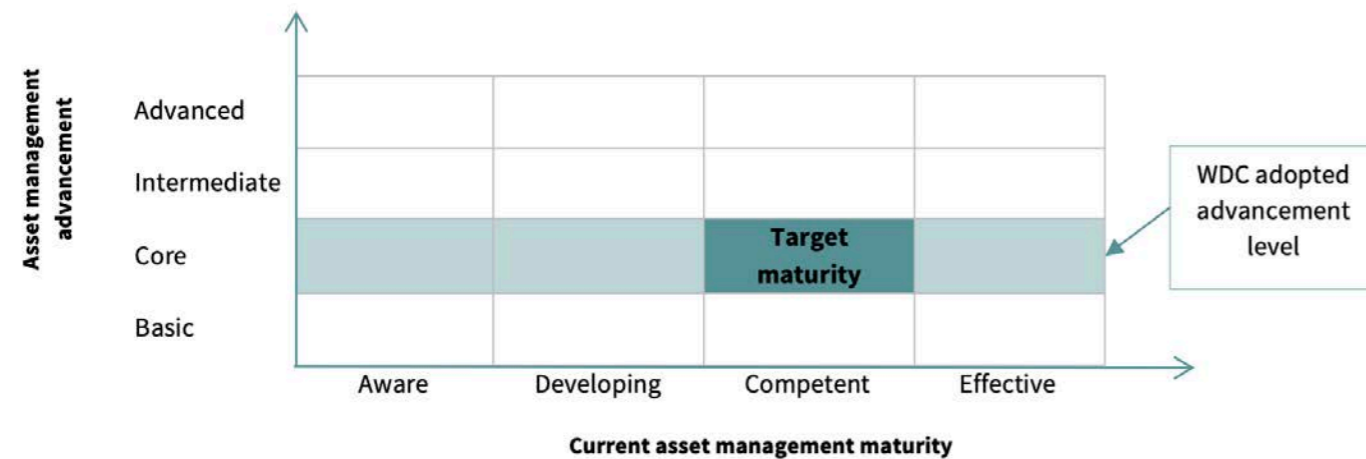 Asset management
advancement
Advanced
Intermediate
Core
Basic
Target
maturity
WDC adopted
advancement
level
Aware
Developing
Competent
Effective
Current asset management maturity